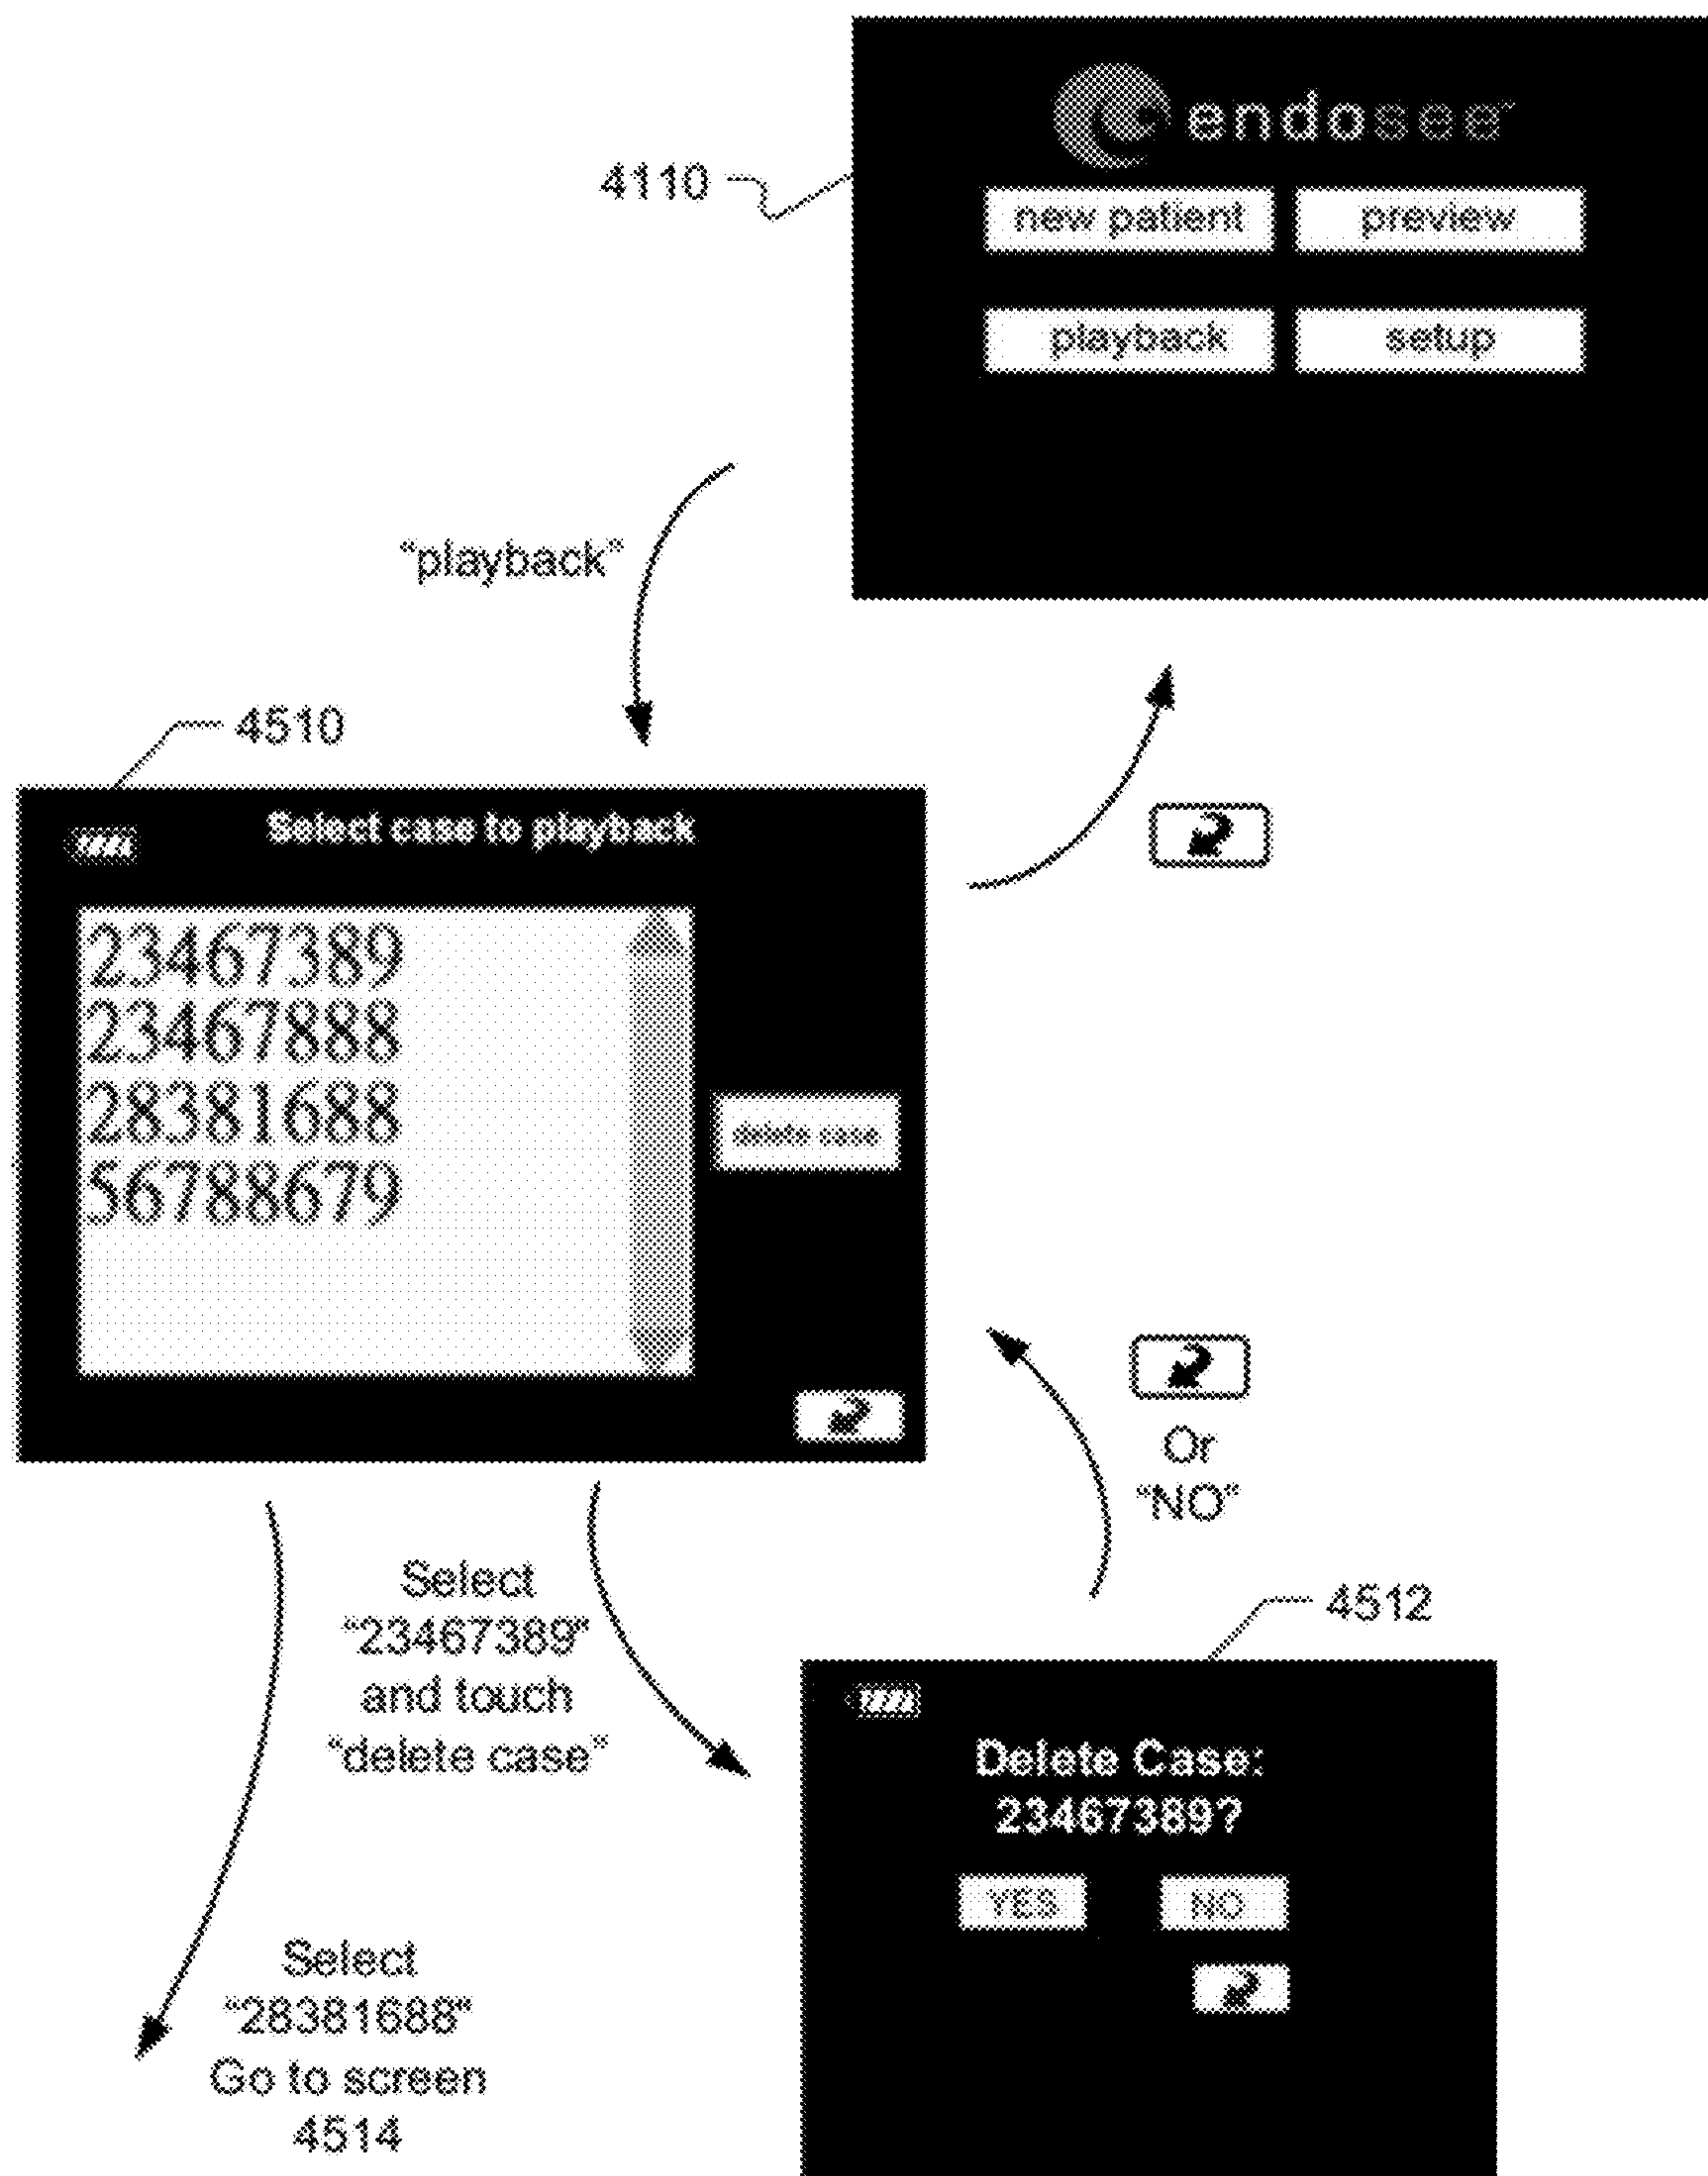 endosee™
4110
new patient preview
playback setup
"playback"
4510
Select case to playback
23467389
23467888
28381688
56788679
delete case
Or
"NO"
Select
"23467389"
and touch
"delete case"
4512
Delete Case:
23467389?
YES NO
Select
"28381688"
Go to screen
4514